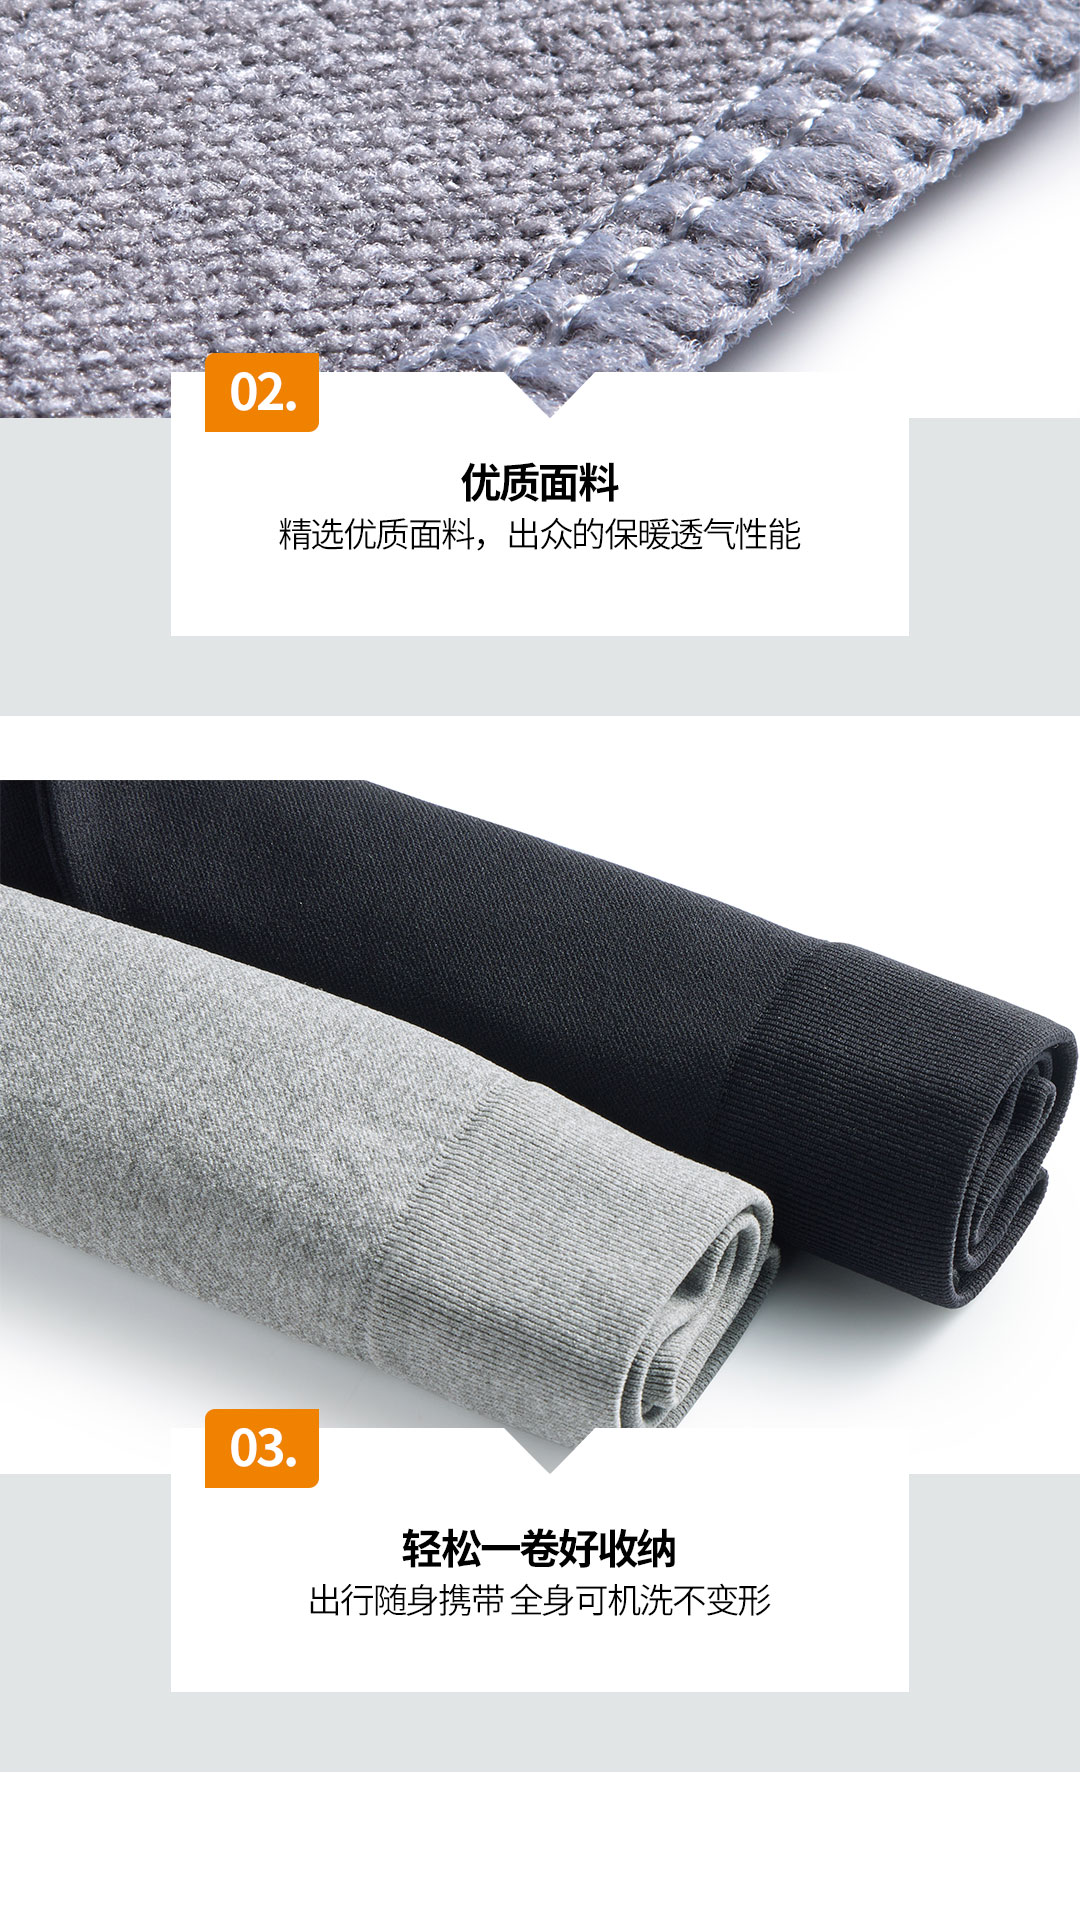 02.
优质面料
精选优质面料，出众的保暖透气性能
03.
轻松一卷好收纳
出行随身携带 全身可机洗不变形